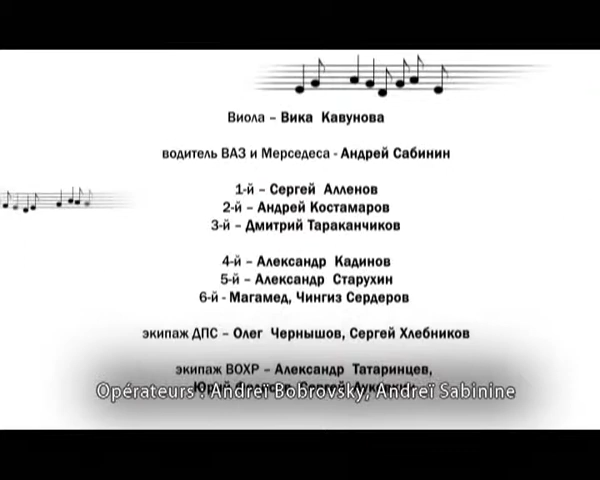 Виола – Вика Кавунова
водитель ВАЗ и Мерседеса - Андрей Сабинин
1-й – Сергей Алленов
2-й – Андрей Костамаров
3-й – Дмитрий Тараканчиков
4-й – Александр Кадинов
5-й – Александр Старухин
6-й - Магамед, Чингиз Сердеров
экипаж ДПС – Олег Чернышов, Сергей Хлебников
экипаж ВОХР – Александр Татаринцев,
Opérateurs : Andreï Bobrovsky, Andreï Sabinine